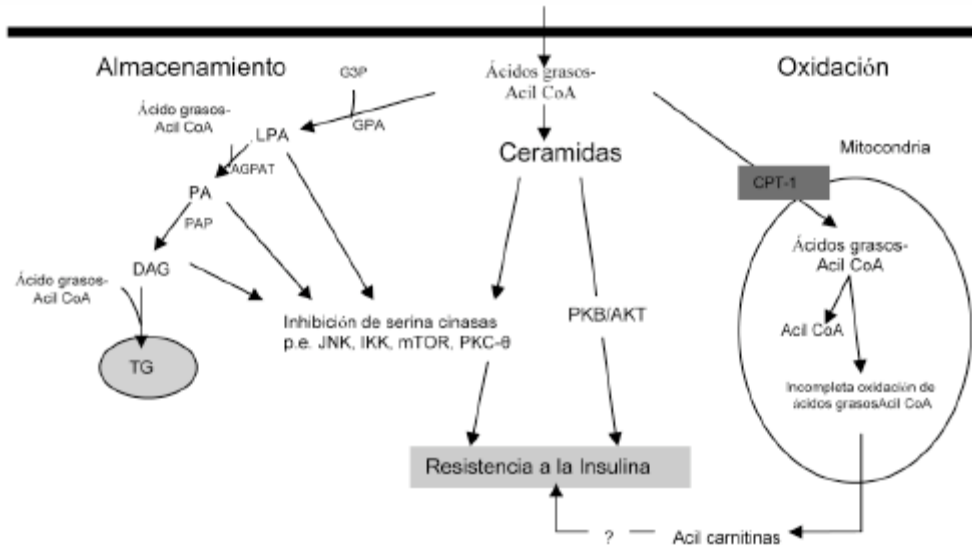 Almacenamiento
G3P
Ácidos grasos-
Acil CoA
Oxidación
Ácido grasos-
Acil CoA
LPA
GPA
AGPAT
Ceramidas
Mitocondria
CPT-1
PA
PAP
DAG
Ácido grasos-
Acil CoA
Ácidos grasos-
Acil CoA
Inhibición de serina cinasas
p.e. JNK, IKK, mTOR, PKC-θ
PKB/AKT
Acil CoA
TG
Incompleta oxidación de
ácidos grasosAcil CoA
Resistencia a la Insulina
?
Acil carnitinas